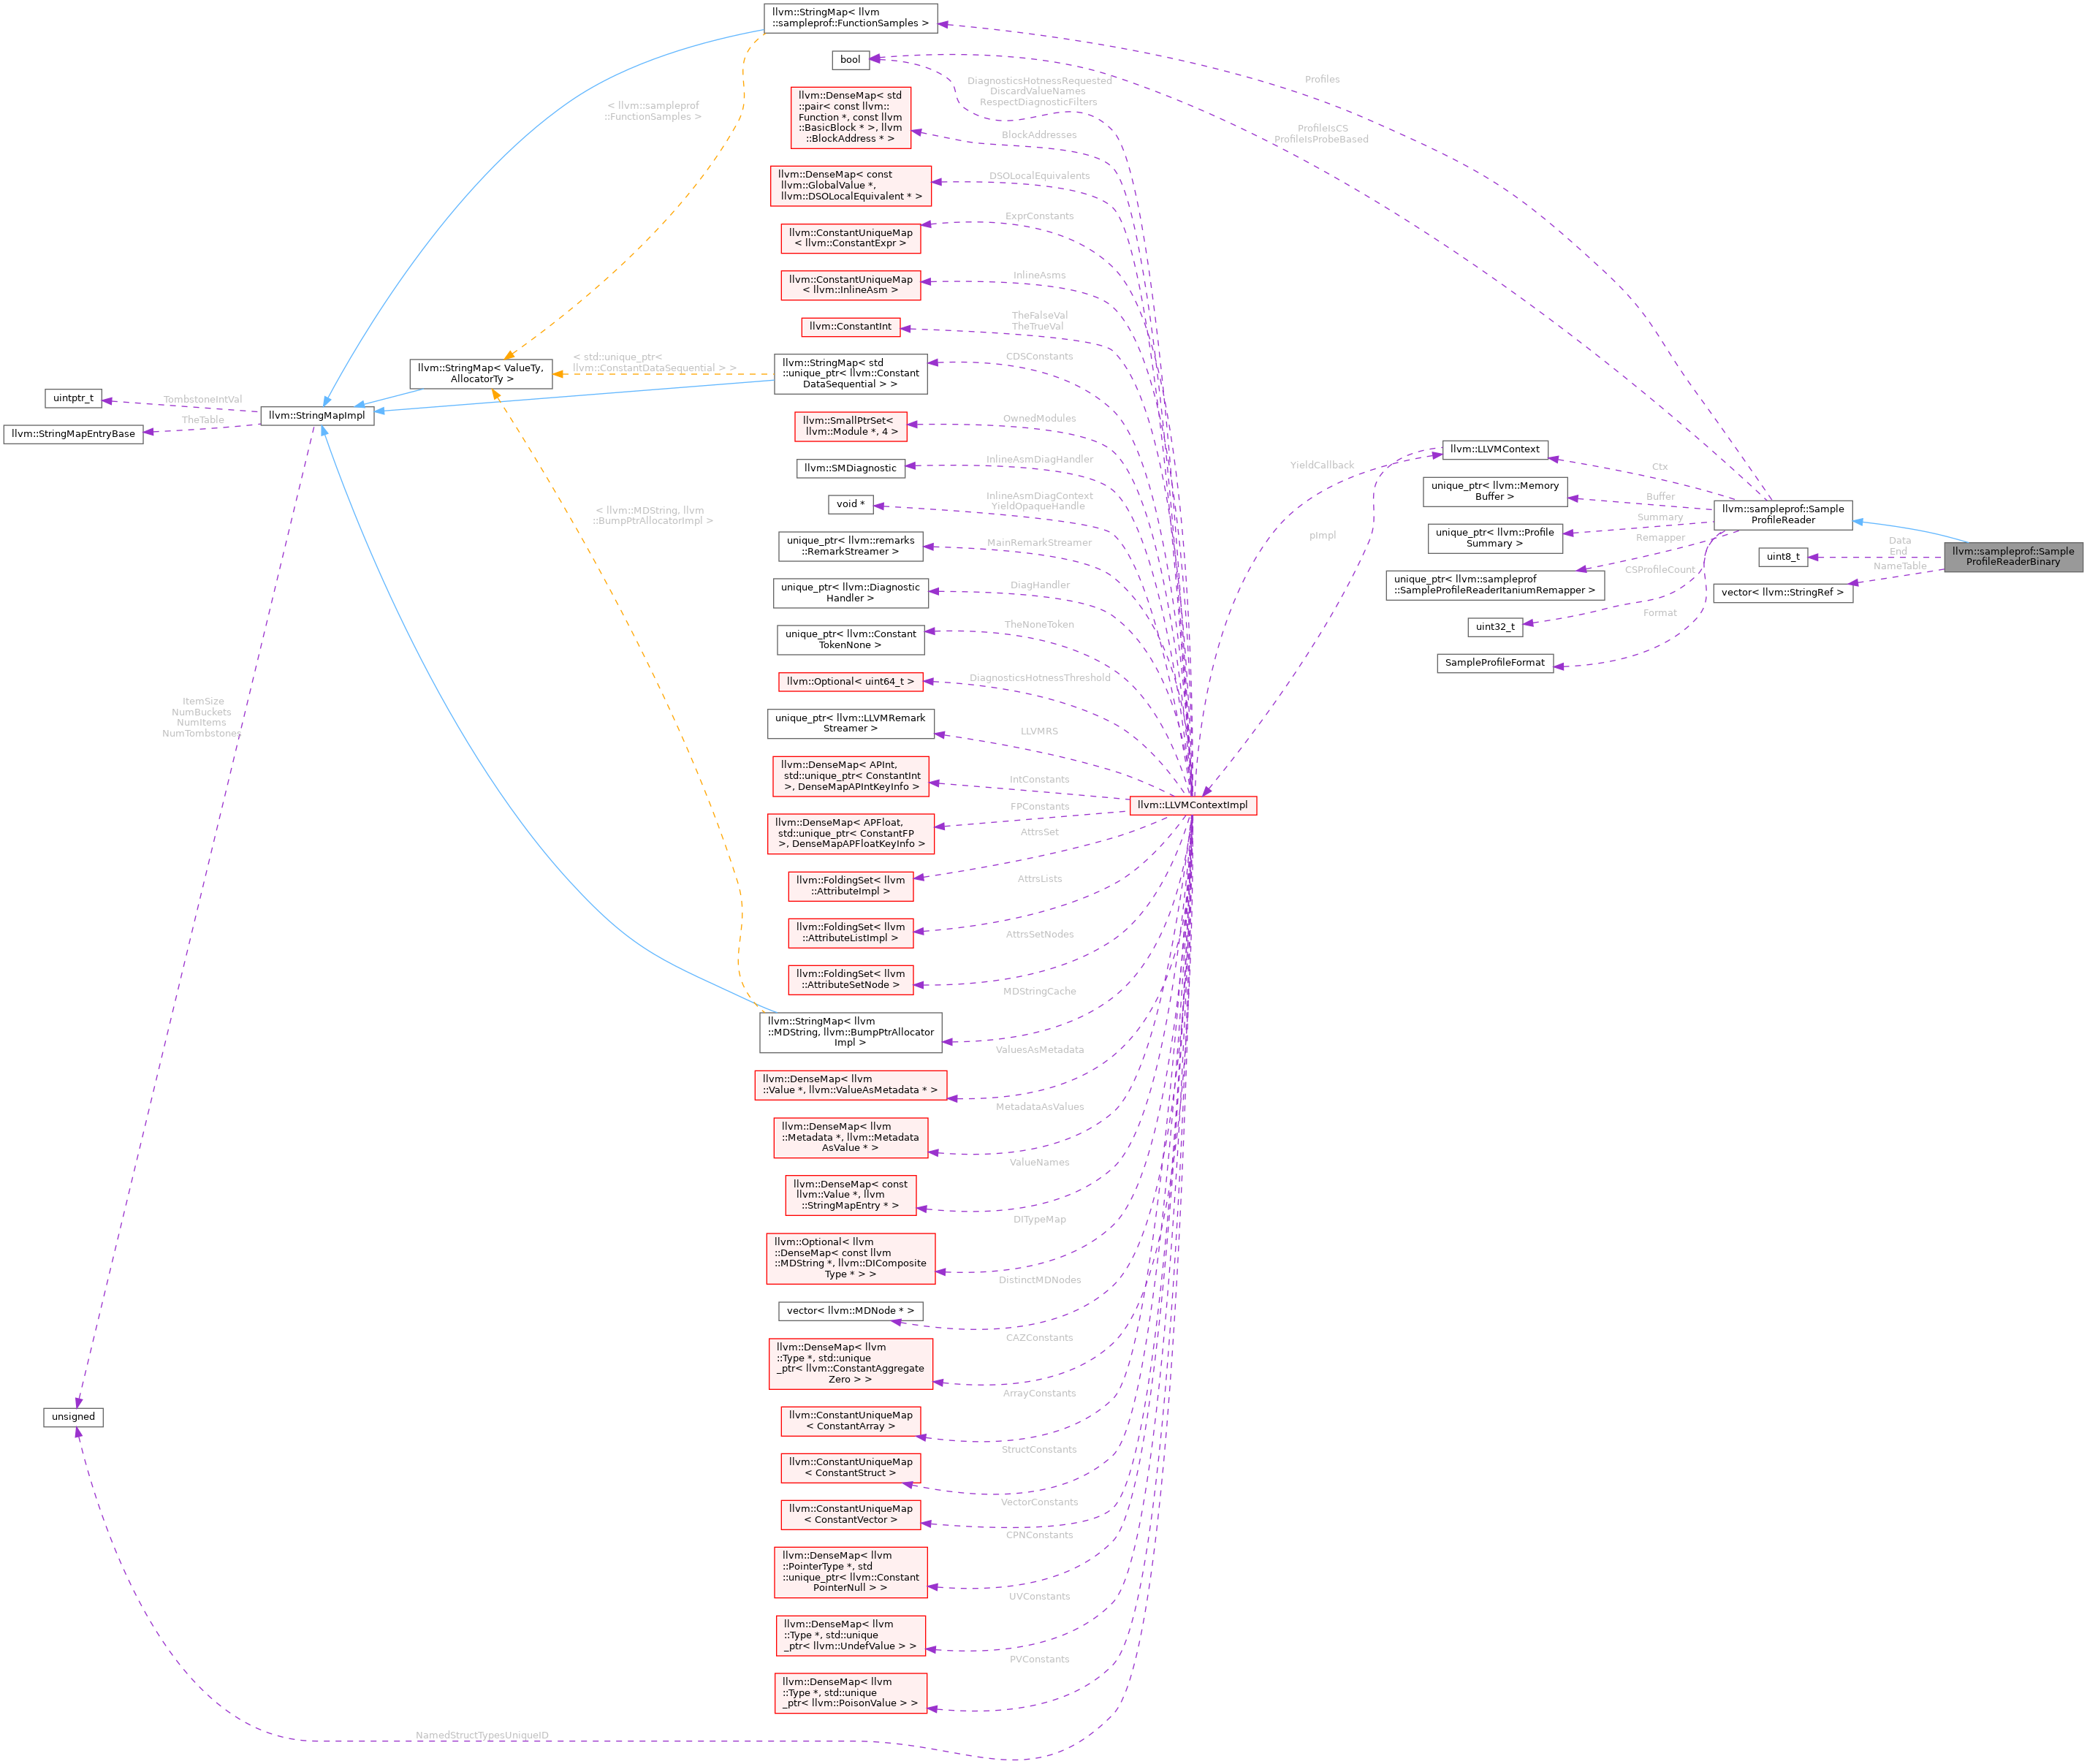 llvm::StringMap< llvm
::sampleprof::FunctionSamples >
bool
llvm::DenseMap< std
::pair< const llvm::
Function *, const llvm
::BasicBlock * >, llvm
::BlockAddress * >
llvm::DenseMap< const
llvm::GlobalValue *,
llvm::DSOLocalEquivalent * >
llvm::ConstantUniqueMap
< llvm::ConstantExpr >
llvm::ConstantUniqueMap
< llvm::InlineAsm >
llvm::ConstantInt
llvm::StringMap< std
::unique_ptr< llvm::Constant
DataSequential > >
llvm::SmallPtrSet<
llvm::Module *, 4 >
llvm::SMDiagnostic
void *
unique_ptr< llvm::remarks
::RemarkStreamer >
unique_ptr< llvm::Diagnostic
Handler >
unique_ptr< llvm::Constant
TokenNone >
llvm::Optional< uint64_t >
unique_ptr< llvm::LLVMRemark
Streamer >
llvm::DenseMap< APInt,
std::unique_ptr< ConstantInt
>, DenseMapAPIntKeyInfo >
llvm::DenseMap< APFloat,
std::unique_ptr< ConstantFP
>, DenseMapAPFloatKeyInfo >
llvm::FoldingSet< llvm
::AttributeImpl >
llvm::FoldingSet< llvm
::AttributeListImpl >
llvm::FoldingSet< llvm
::AttributeSetNode >
llvm::StringMap< llvm
::MDString, llvm::BumpPtrAllocator
Impl >
llvm::DenseMap< llvm
::Value *, llvm::ValueAsMetadata * >
llvm::DenseMap< llvm
::Metadata *, llvm::Metadata
AsValue * >
llvm::DenseMap< const
llvm::Value *, llvm
::StringMapEntry * >
llvm::Optional< llvm
::DenseMap< const llvm
::MDString *, llvm::DIComposite
Type * > >
vector< llvm::MDNode * >
llvm::DenseMap< llvm
::Type *, std::unique
_ptr< llvm::ConstantAggregate
Zero > >
llvm::ConstantUniqueMap
< ConstantArray >
llvm::ConstantUniqueMap
< ConstantStruct >
llvm::ConstantUniqueMap
< ConstantVector >
llvm::DenseMap< llvm
::PointerType *, std
::unique_ptr< llvm::Constant
PointerNull > >
llvm::DenseMap< llvm
::Type *, std::unique
_ptr< llvm::UndefValue > >
llvm::DenseMap< llvm
::Type *, std::unique
_ptr< llvm::PoisonValue > >
< llvm::sampleprof
::FunctionSamples >
llvm::StringMap< ValueTy,
AllocatorTy >
< std::unique_ptr<
llvm::ConstantDataSequential > >
uintptr_t
TombstoneIntVal
llvm::StringMapImpl
TheTable
llvm::StringMapEntryBase
< llvm::MDString, llvm
::BumpPtrAllocatorImpl >
ItemSize
NumBuckets
NumItems
NumTombstones
unsigned
NamedStructTypesUniqueID
DiagnosticsHotnessRequested
DiscardValueNames
RespectDiagnosticFilters
BlockAddresses
DSOLocalEquivalents
ExprConstants
InlineAsms
TheFalseVal
TheTrueVal
CDSConstants
OwnedModules
InlineAsmDiagHandler
InlineAsmDiagContext
YieldOpaqueHandle
MainRemarkStreamer
DiagHandler
TheNoneToken
DiagnosticsHotnessThreshold
LLVMRS
IntConstants
FPConstants
AttrsSet
AttrsLists
AttrsSetNodes
MDStringCache
ValuesAsMetadata
MetadataAsValues
ValueNames
DITypeMap
DistinctMDNodes
CAZConstants
ArrayConstants
StructConstants
VectorConstants
CPNConstants
UVConstants
PVConstants
llvm::LLVMContextImpl
YieldCallback
pImpl
Profiles
ProfileIsCS
ProfileIsProbeBased
llvm::LLVMContext
Ctx
unique_ptr< llvm::Memory
Buffer >
Buffer
unique_ptr< llvm::Profile
Summary >
Summary
Remapper
unique_ptr< llvm::sampleprof
::SampleProfileReaderItaniumRemapper >
CSProfileCount
uint32_t
Format
SampleProfileFormat
llvm::sampleprof::Sample
ProfileReader
uint8_t
Data
End
NameTable
vector< llvm::StringRef >
llvm::sampleprof::Sample
ProfileReaderBinary